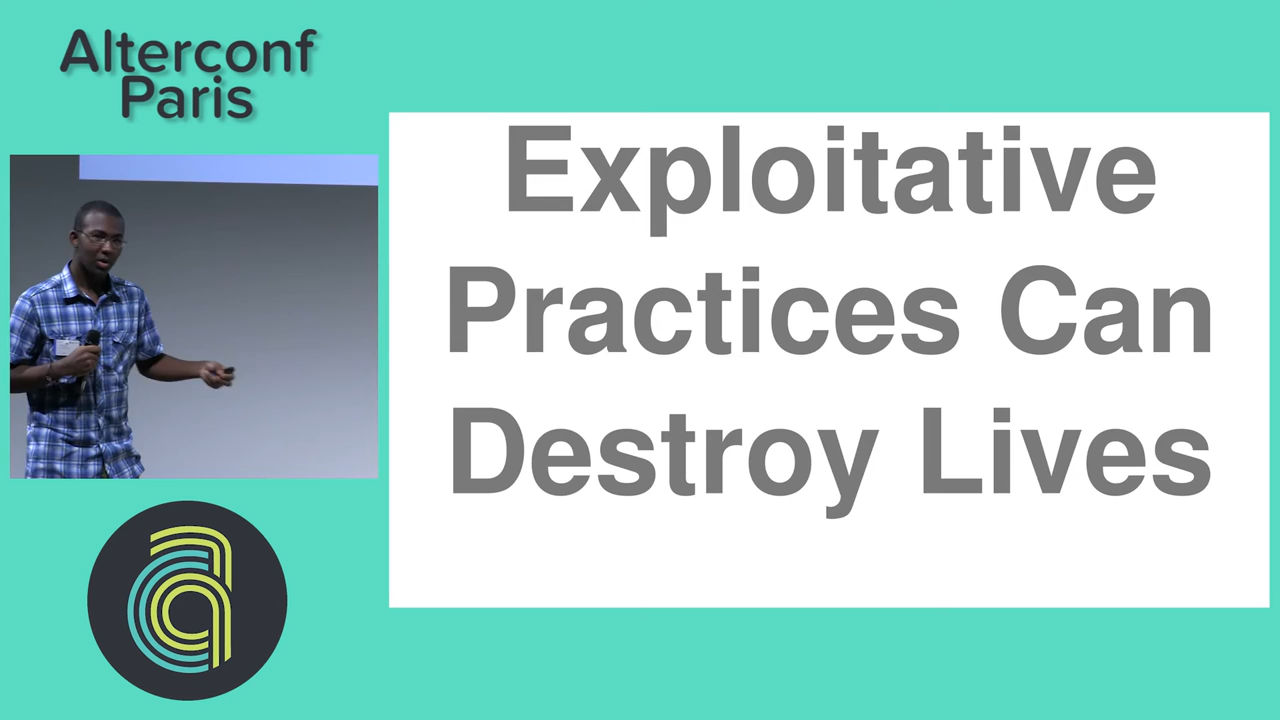 Alterconf
Paris
Exploitative
Practices Can
Destroy Lives